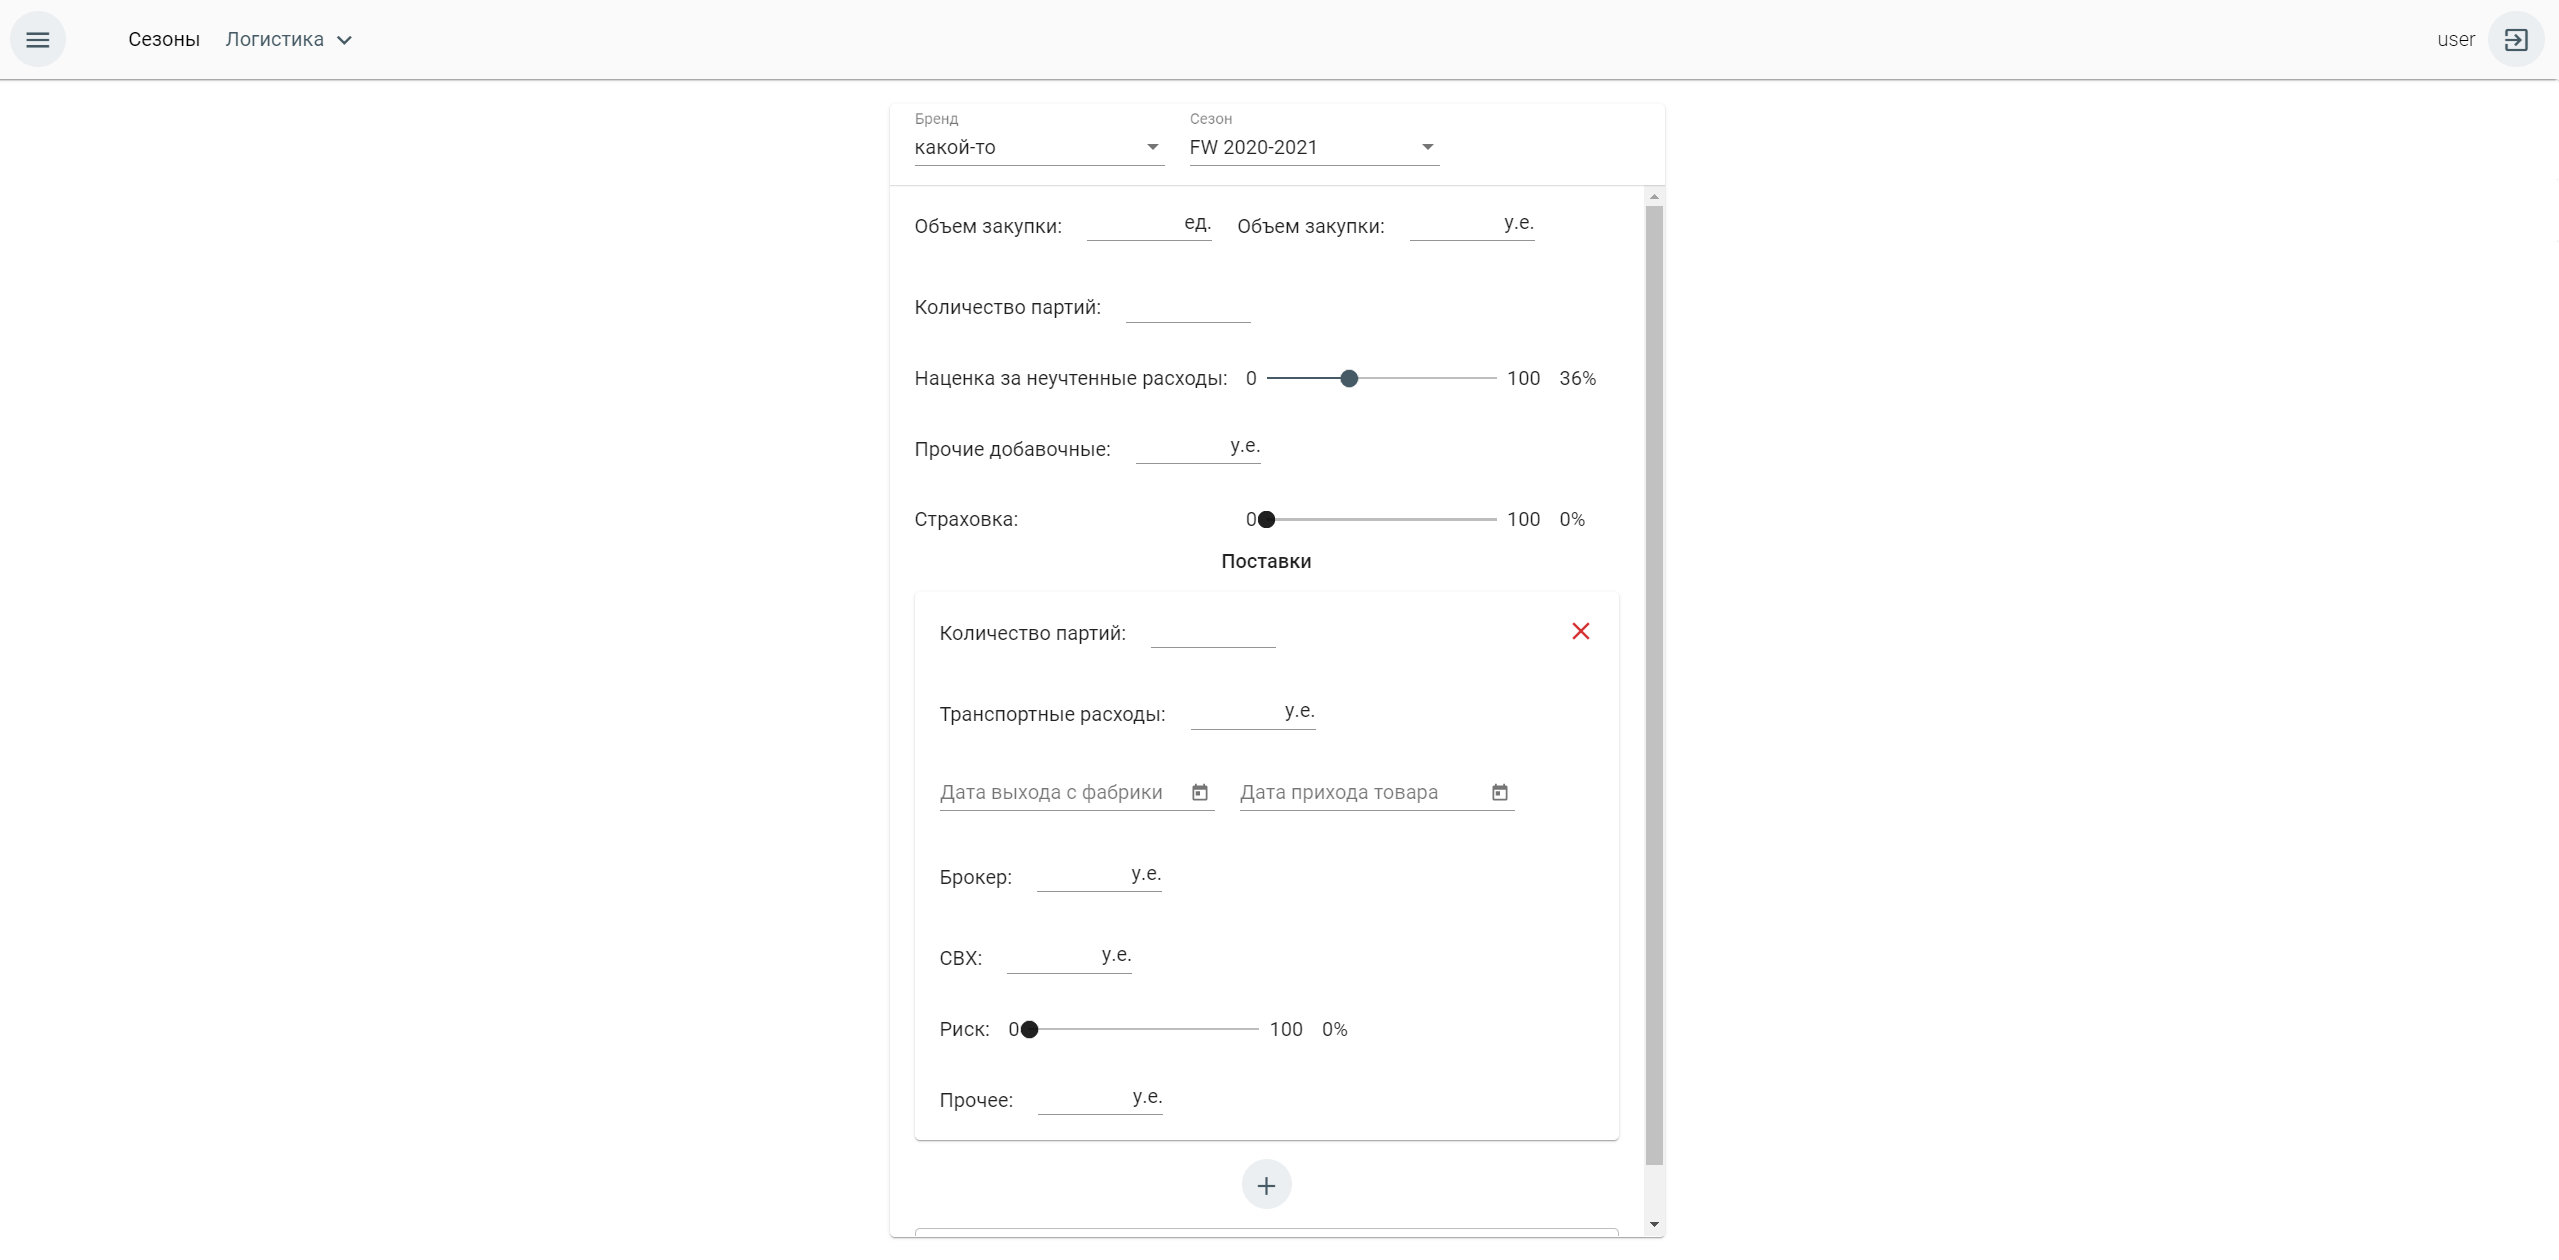 Сезоны Логистика user
Бренд Сезон
какой-то FW 2020-2021
Объем закупки: ед. Объем закупки: у.е.
Количество партий:
Наценка за неучтенные расходы: 0 100 36%
Прочие добавочные: у.е.
Страховка: 0 100 0%
Поставки
Количество партий:
Транспортные расходы: у.е.
Дата выхода с фабрики Дата прихода товара
Брокер: у.е.
СВХ: у.е.
Риск: 0 100 0%
Прочее: у.е.